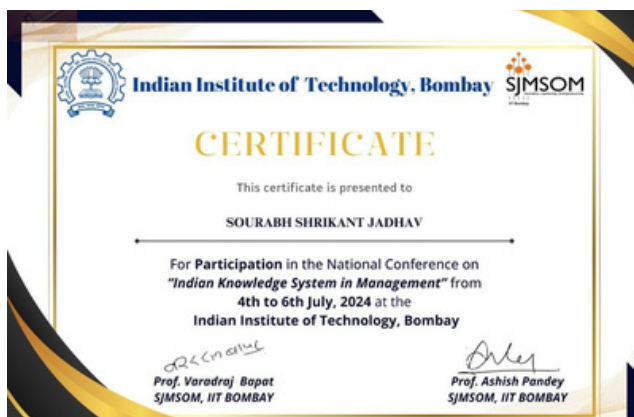 Indian Institute of Technology, Bombay
SJMSOM
CERTIFICATE
This certificate is presented to
SOURABH SHRIKANT JADHAV
For Participation in the National Conference on
"Indian Knowledge System in Management" from
4th to 6th July, 2024 at the
Indian Institute of Technology, Bombay
Prof. Varadraj Bapat
SJMSOM, IIT BOMBAY
Prof. Ashish Pandey
SJMSOM, IIT BOMBAY